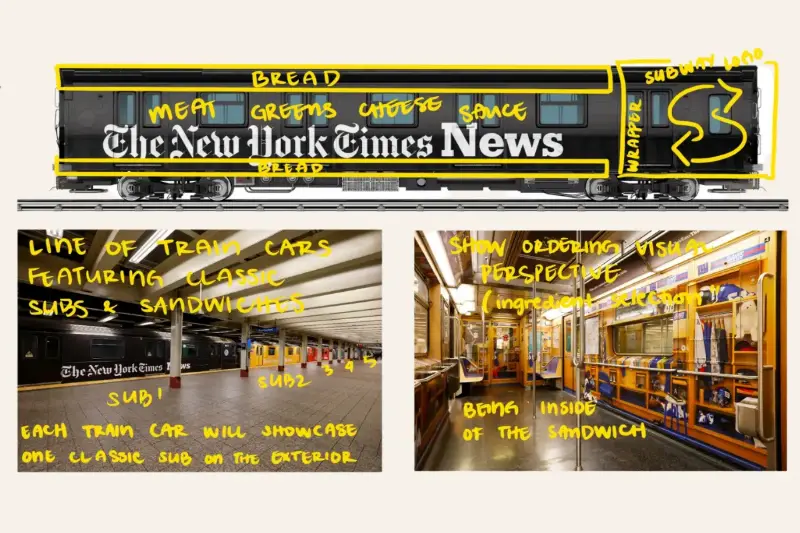 SUBWAY LOGO
BREAD
MEAT GREENS CHEESE SAUCE
The New York Times News
BREAD
WRAPPER
LINE OF TRAIN CARS
FEATURING CLASSIC
SUBS & SANDWICHES
The New York Times News
SUB 1
SUB2 3 4 5
EACH TRAIN CAR WILL SHOWCASE
ONE CLASSIC SUB ON THE EXTERIOR
SHOW ORDERING VISUAL
PERSPECTIVE
(ingredient selection"
BEING INSIDE
OF THE SANDWICH